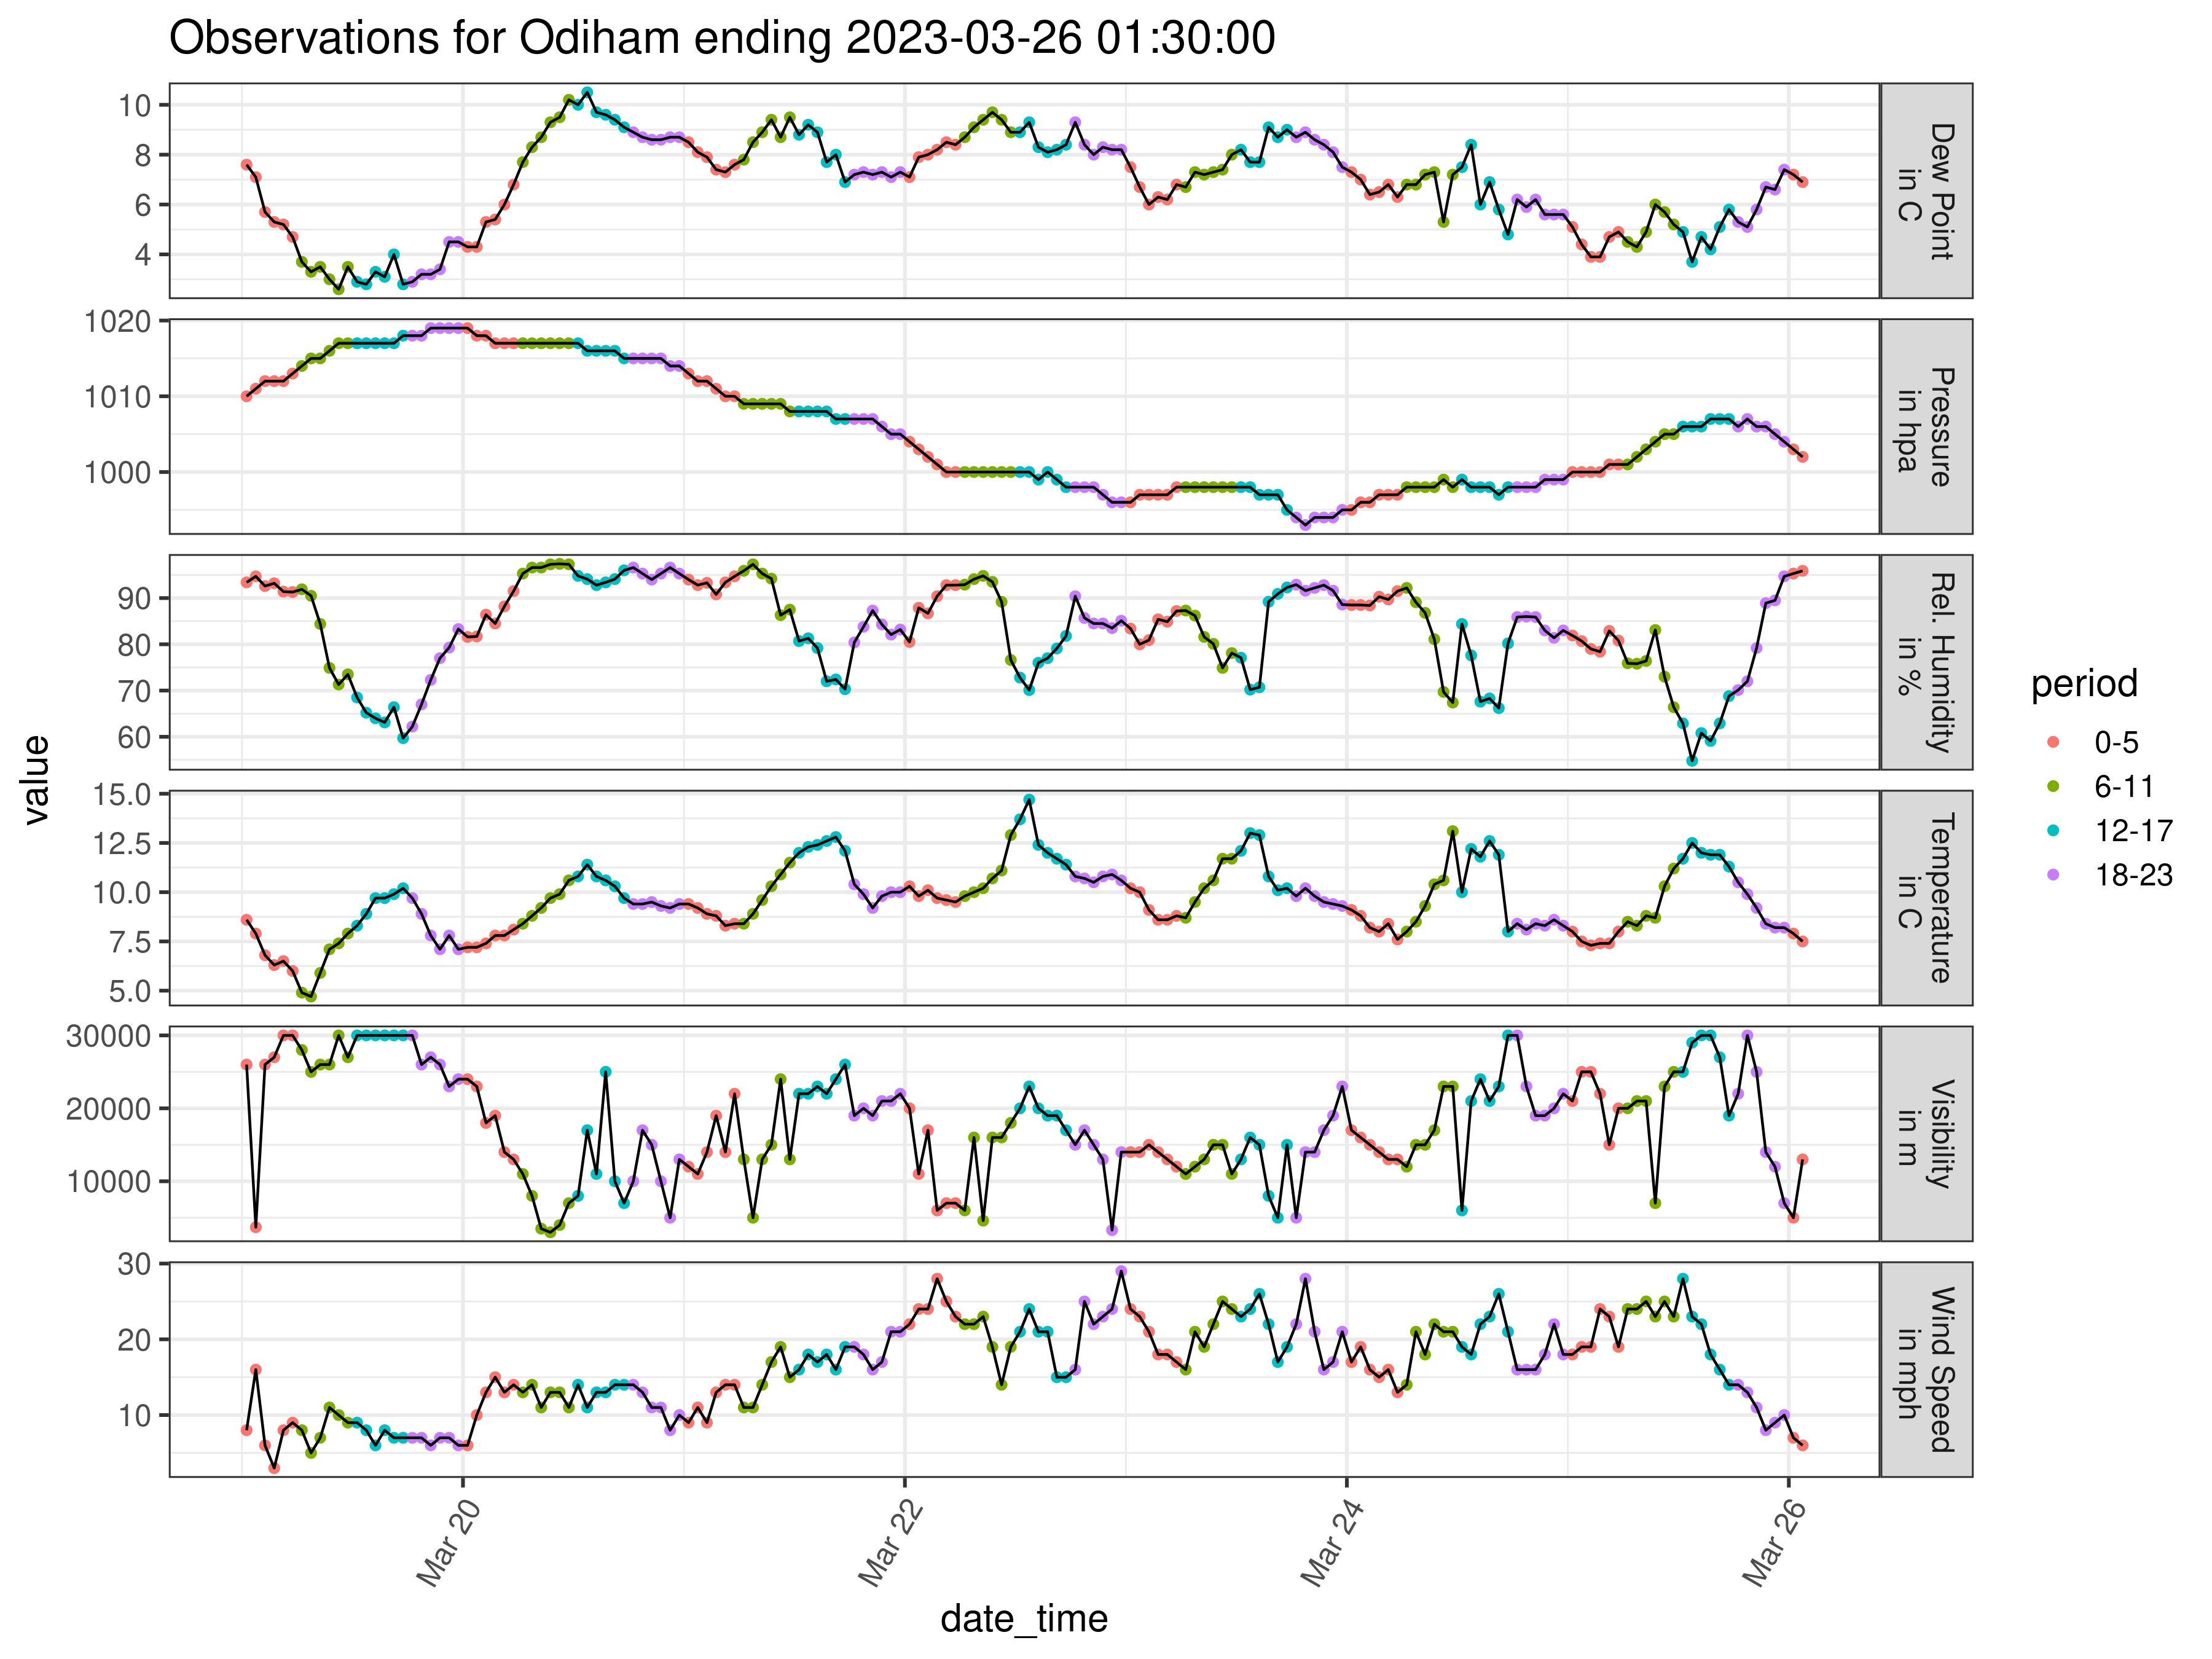 Observations for Odiham ending 2023-03-26 01:30:00
value
10
8
6
4
Dew Point
in C
1020
1010
1000
Pressure
in hpa
90
80
70
60
Rel. Humidity
in %
15.0
12.5
10.0
7.5
5.0
Temperature
in C
30000
20000
10000
Visibility
in m
30
20
10
Wind Speed
in mph
Mar 20
Mar 22
Mar 24
Mar 26
date_time
period
0-5
6-11
12-17
18-23